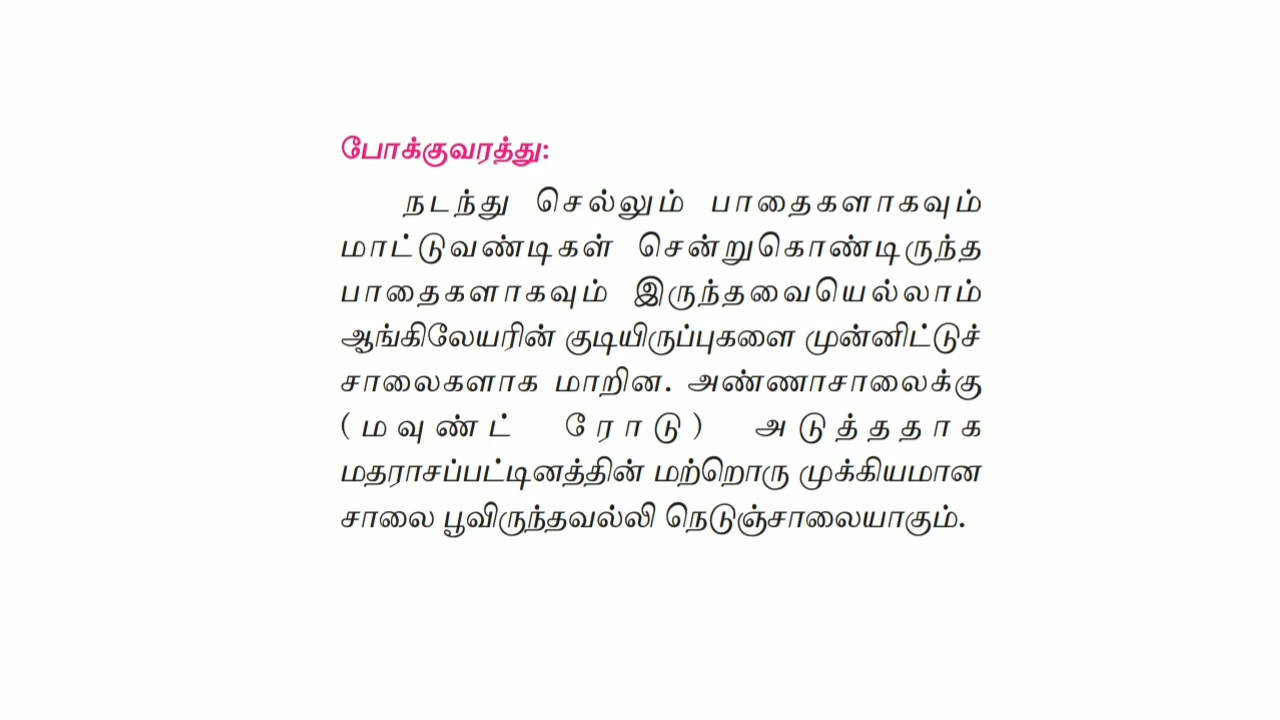 போக்குவரத்து:
நடந்து செல்லும் பாதைகளாகவும்
மாட்டுவண்டிகள் சென்றுகொண்டிருந்த
பாதைகளாகவும் இருந்தவையெல்லாம்
ஆங்கிலேயரின் குடியிருப்புகளை முன்னிட்டுச்
சாலைகளாக மாறின. அண்ணாசாலைக்கு
(மவுண்ட் ரோடு) அடுத்ததாக
மதராசப்பட்டினத்தின் மற்றொரு முக்கியமான
சாலை பூவிருந்தவல்லி நெடுஞ்சாலையாகும்.